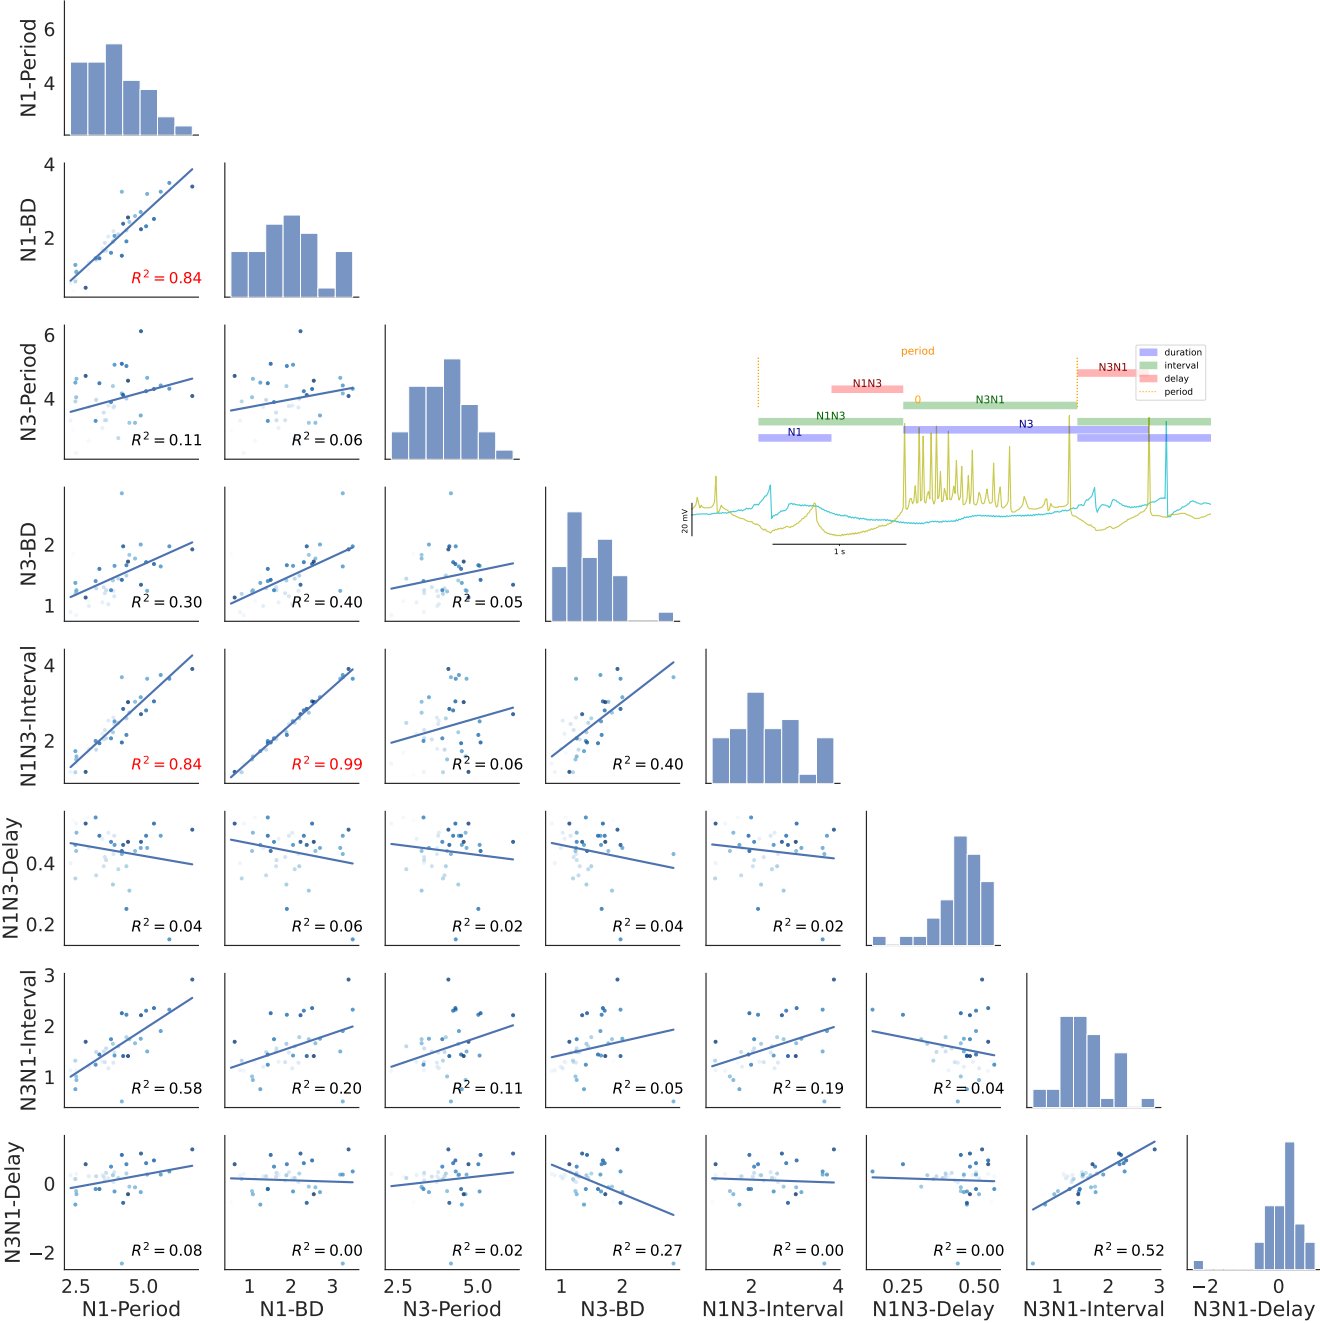 N1-Period
6
4
N1-BD
4
2
R² = 0.84
N3-Period
6
4
R² = 0.11
R² = 0.06
period
N1N3
N3N1
0
N3N1
N1N3
N3
N1
duration
interval
delay
period
20 mV
1 s
N3-BD
2
1
R² = 0.30
R² = 0.40
R² = 0.05
N1N3-Interval
4
2
R² = 0.84
R² = 0.99
R² = 0.06
R² = 0.40
N1N3-Delay
0.4
0.2
R² = 0.04
R² = 0.06
R² = 0.02
R² = 0.04
R² = 0.02
N3N1-Interval
3
2
1
R² = 0.58
R² = 0.20
R² = 0.11
R² = 0.05
R² = 0.19
R² = 0.04
N3N1-Delay
0
−2
R² = 0.08
R² = 0.00
R² = 0.02
R² = 0.27
R² = 0.00
R² = 0.00
R² = 0.52
2.5 5.0 1 2 3 2.5 5.0 1 2 2 4 0.25 0.50 1 2 3 −2 0
N1-Period N1-BD N3-Period N3-BD N1N3-Interval N1N3-Delay N3N1-Interval N3N1-Delay